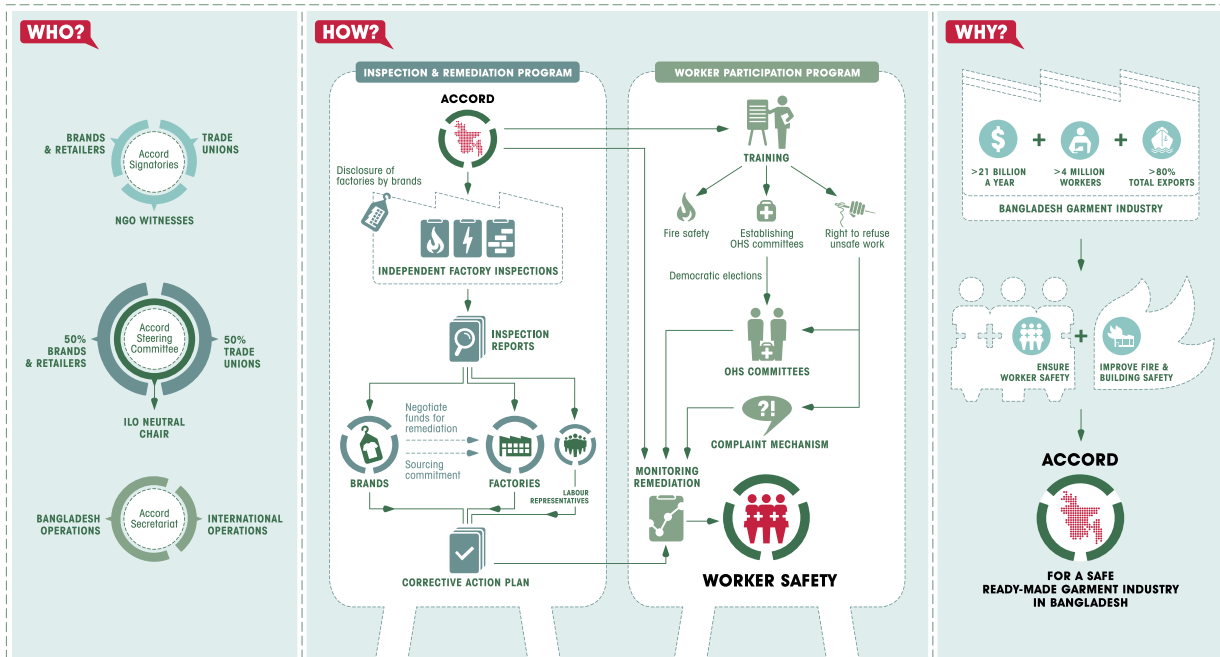 WHO?
BRANDS
& RETAILERS
Accord
Signatories
TRADE
UNIONS
NGO WITNESSES
50%
BRANDS
& RETAILERS
Accord
Steering
Committee
50%
TRADE
UNIONS
ILO NEUTRAL
CHAIR
BANGLADESH
OPERATIONS
Accord
Secretariat
INTERNATIONAL
OPERATIONS
HOW?
INSPECTION & REMEDIATION PROGRAM
ACCORD
Disclosure of
factories by brands
INDEPENDENT FACTORY INSPECTIONS
INSPECTION
REPORTS
Negotiate
funds for
remediation
Sourcing
commitment
BRANDS
FACTORIES
LABOUR
REPRESENTATIVES
CORRECTIVE ACTION PLAN
WORKER PARTICIPATION PROGRAM
TRAINING
Fire safety
Establishing
OHS committees
Right to refuse
unsafe work
Democratic elections
OHS COMMITTEES
?!
COMPLAINT MECHANISM
MONITORING
REMEDIATION
WORKER SAFETY
WHY?
$
+
+
>21 BILLION
A YEAR
>4 MILLION
WORKERS
>80%
TOTAL EXPORTS
BANGLADESH GARMENT INDUSTRY
+
ENSURE
WORKER SAFETY
IMPROVE FIRE &
BUILDING SAFETY
ACCORD
FOR A SAFE
READY-MADE GARMENT INDUSTRY
IN BANGLADESH